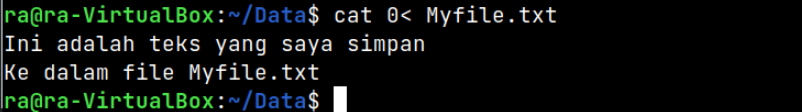 ra@ra-VirtualBox:~/Data$ cat 0< Myfile.txt
Ini adalah teks yang saya simpan
Ke dalam file Myfile.txt
ra@ra-VirtualBox:~/Data$